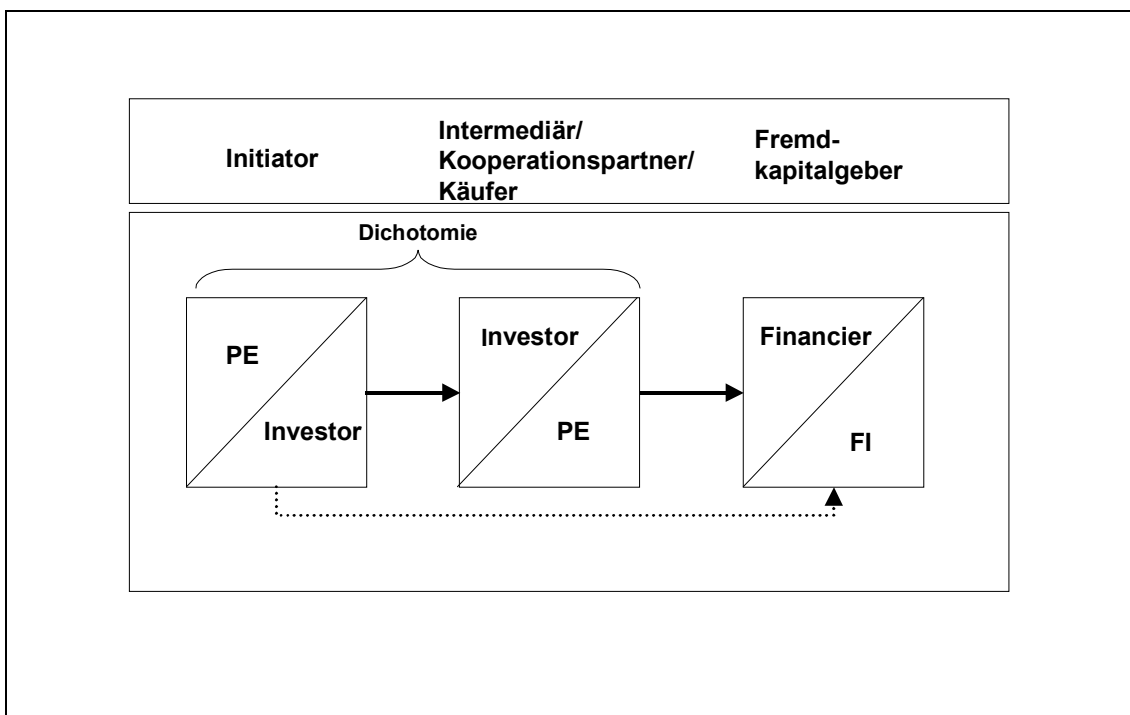 Initiator
Intermediär/
Kooperationspartner/
Käufer
Fremd-
kapitalgeber
Dichotomie
PE
Investor
Investor
PE
Financier
FI